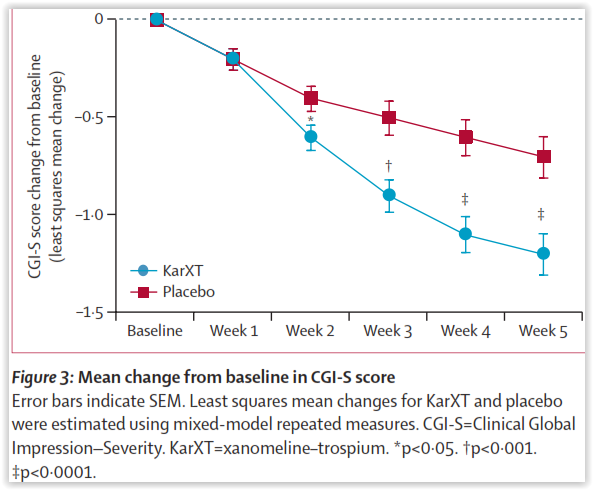 CGI-S score change from baseline
(least squares mean change)
0
−0·5
−1·0
−1·5
*
†
‡
‡
KarXT
Placebo
Baseline Week 1 Week 2 Week 3 Week 4 Week 5
Figure 3: Mean change from baseline in CGI-S score
Error bars indicate SEM. Least squares mean changes for KarXT and placebo
were estimated using mixed-model repeated measures. CGI-S=Clinical Global
Impression–Severity. KarXT=xanomeline–trospium. *p<0·05. †p<0·001.
‡p<0·0001.